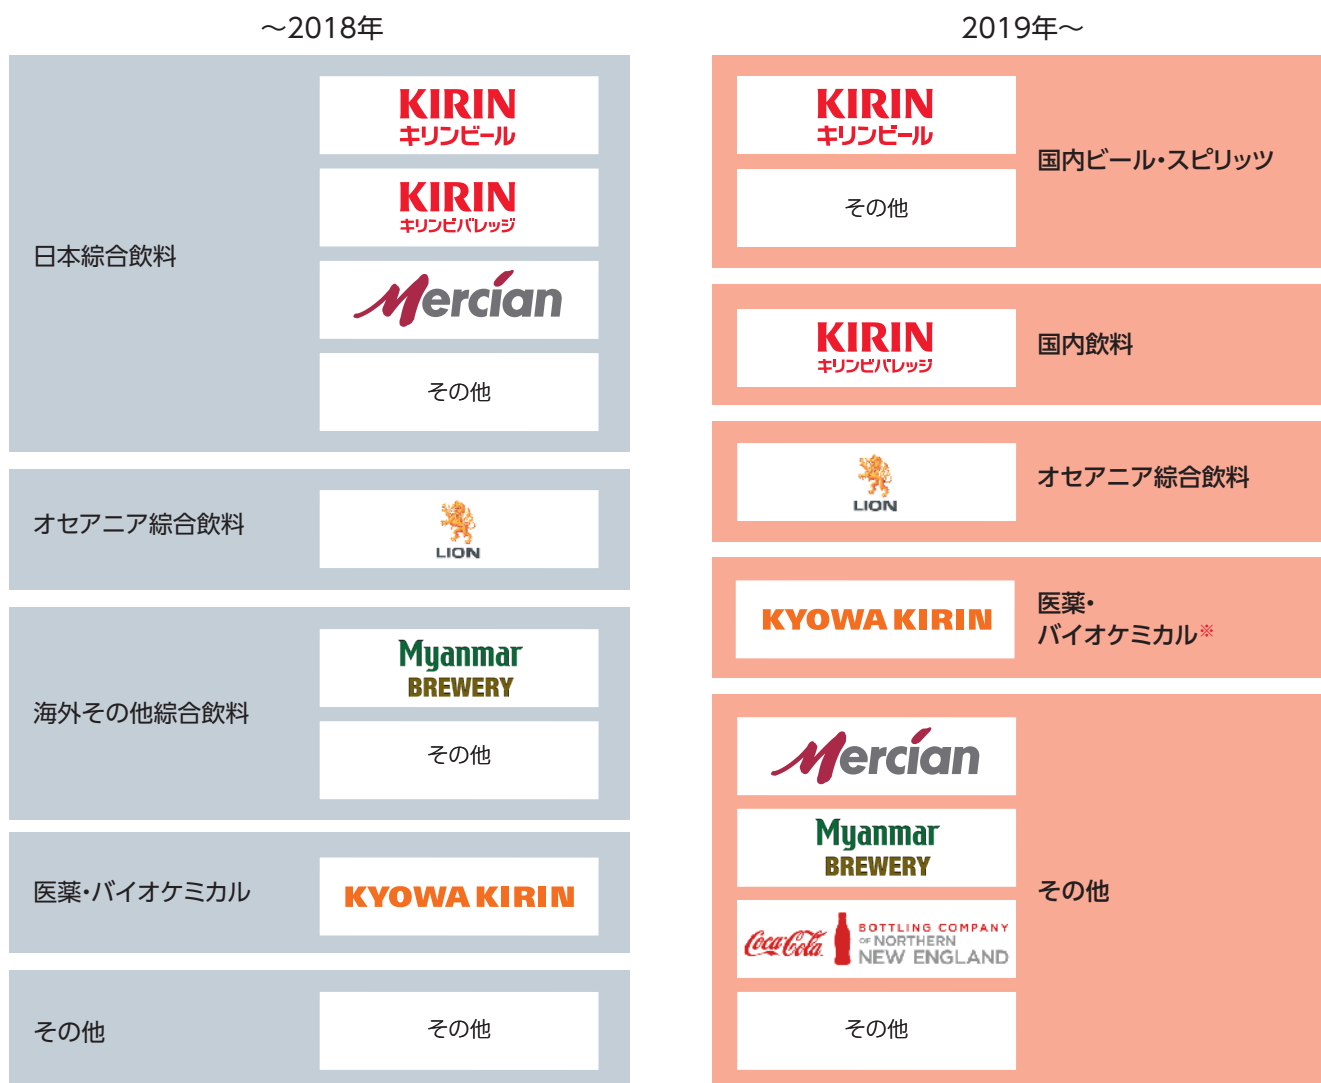 ～2018年
日本綜合飲料
KIRIN
キリンビール
KIRIN
キリンビバレッジ
Mercian
その他
オセアニア綜合飲料
LION
海外その他綜合飲料
Myanmar
BREWERY
その他
医薬・バイオケミカル
KYOWA KIRIN
その他
その他
2019年～
KIRIN
キリンビール
その他
国内ビール・スピリッツ
KIRIN
キリンビバレッジ
国内飲料
LION
オセアニア綜合飲料
KYOWA KIRIN
医薬・
バイオケミカル※
Mercian
Myanmar
BREWERY
Coca-Cola
BOTTLING COMPANY
OF NORTHERN
NEW ENGLAND
その他
その他